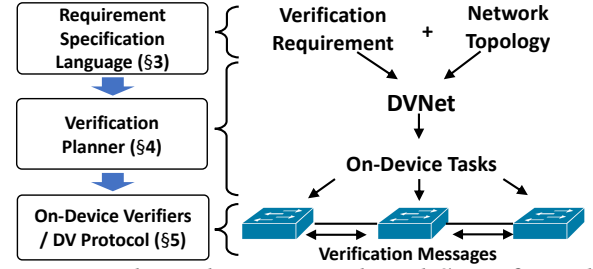 Requirement
Specification
Language (§3)
Verification
Requirement
+
Network
Topology
Verification
Planner (§4)
DVNet
On-Device Tasks
On-Device Verifiers
/ DV Protocol (§5)
Verification Messages